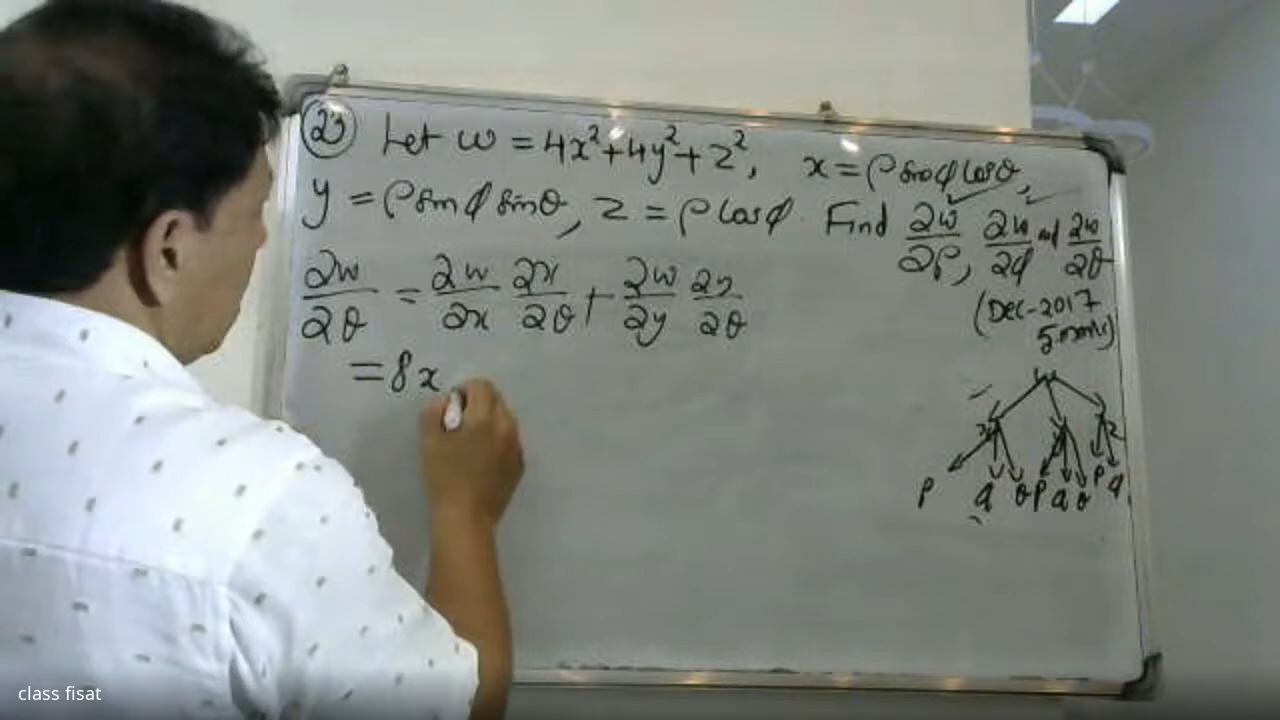 23 Let w = 4x²+4y²+z², x = ρ sinφ cosθ,
y = ρ sinφ sinθ, z = ρ cosφ. Find ∂w/∂ρ, ∂w/∂φ and ∂w/∂θ
(Dec-2017
5 marks)
∂w/∂θ = ∂w/∂x ∂x/∂θ + ∂w/∂y ∂y/∂θ
= 8x
w
x y z
ρ φ θ ρ φ θ ρ φ
class fisat